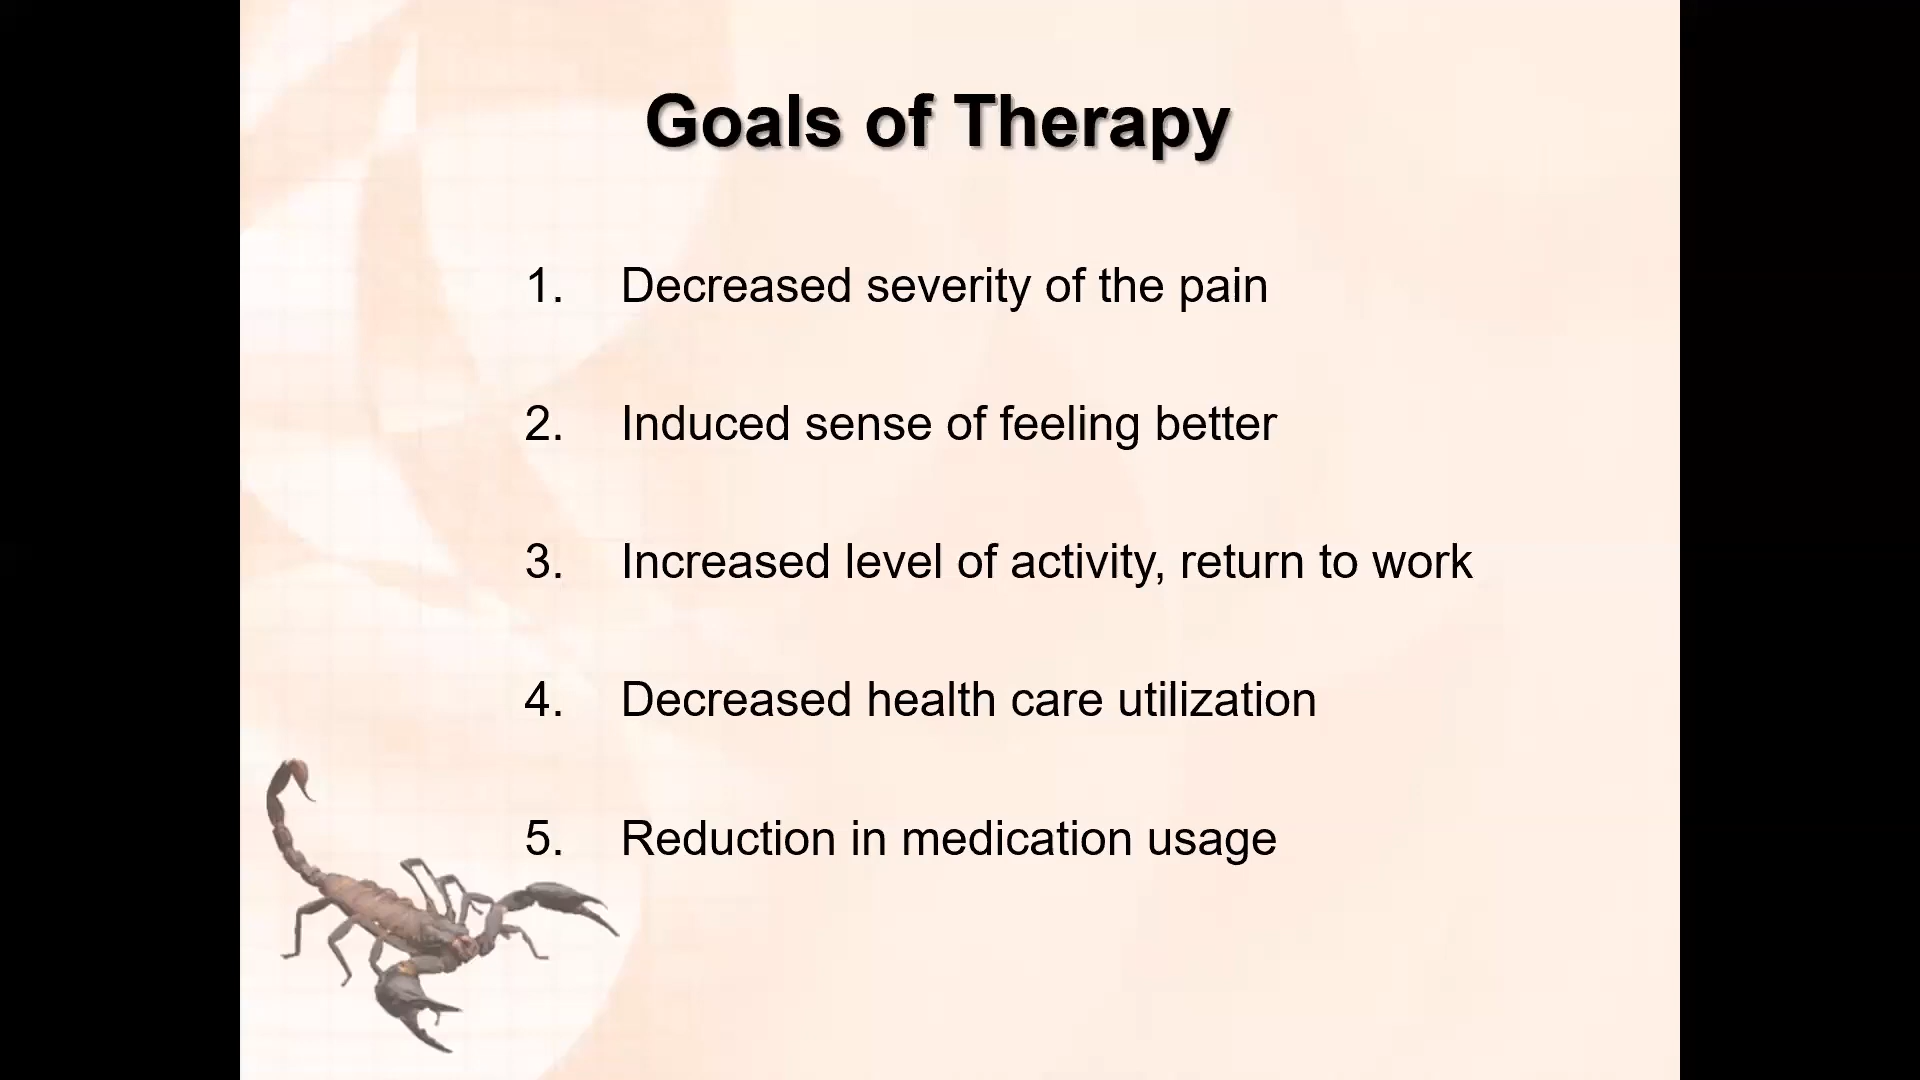 Goals of Therapy
1. Decreased severity of the pain
2. Induced sense of feeling better
3. Increased level of activity, return to work
4. Decreased health care utilization
5. Reduction in medication usage